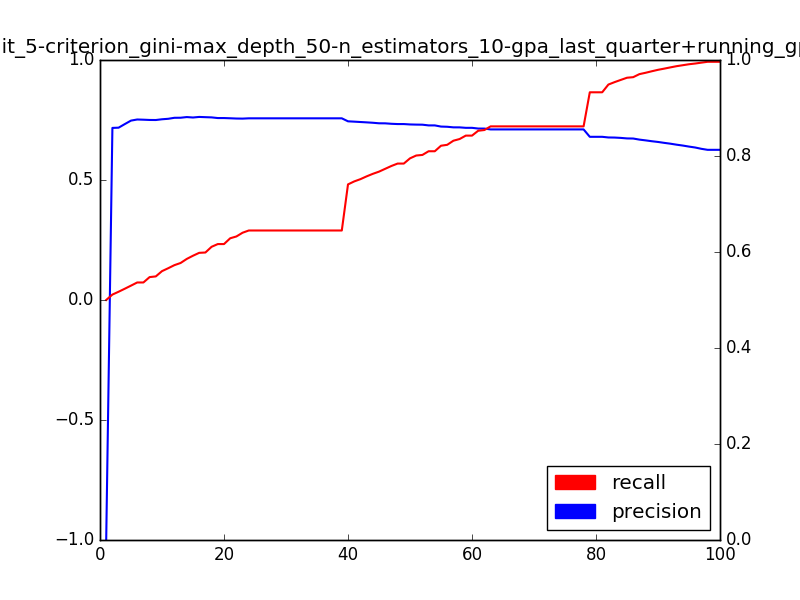 it_5-criterion_gini-max_depth_50-n_estimators_10-gpa_last_quarter+running_gp
1.0
0.5
0.0
−0.5
−1.0
1.0
0.8
0.6
0.4
0.2
0.0
recall
precision
0 20 40 60 80 100